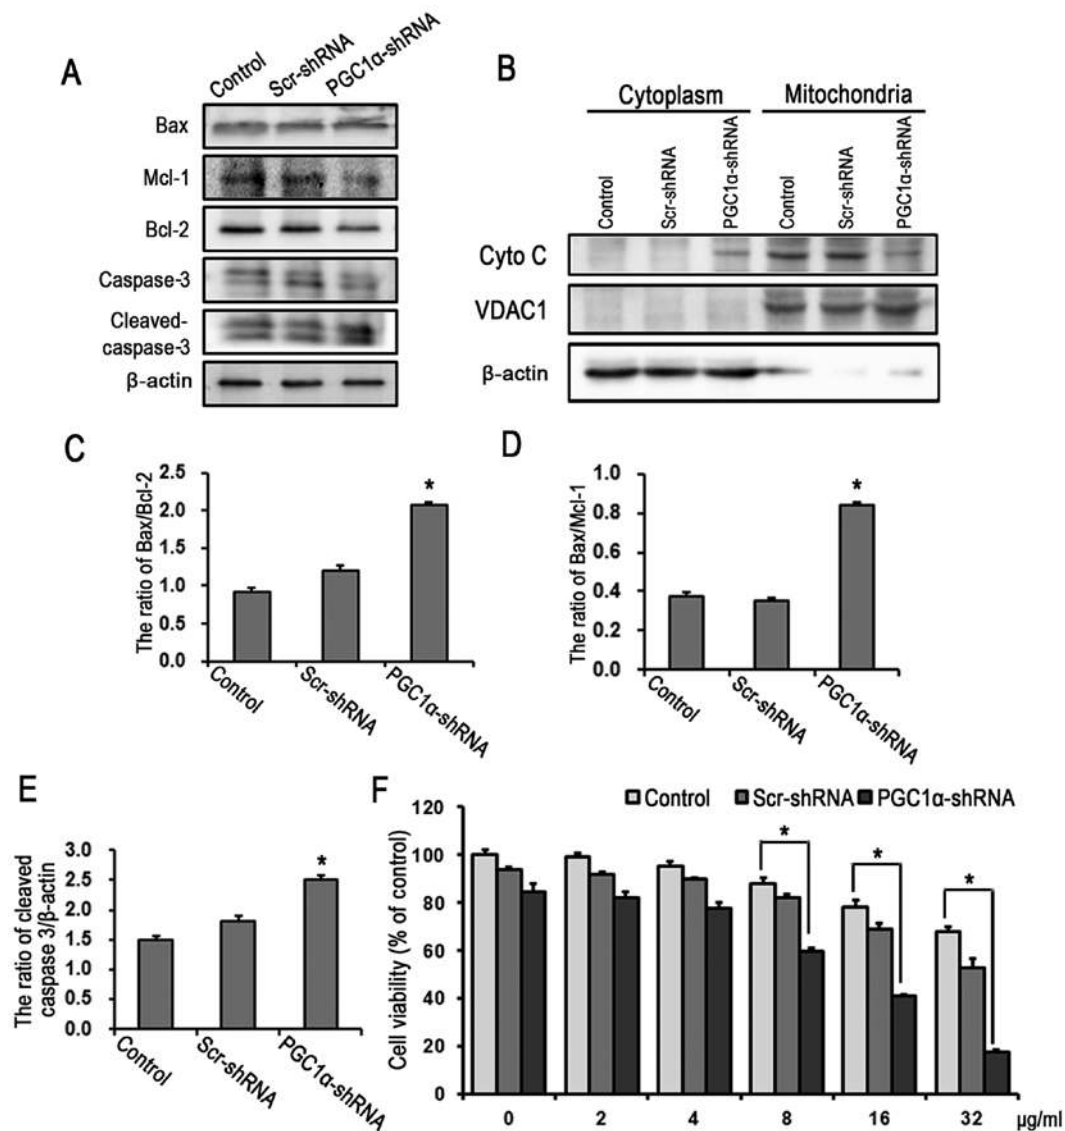 A
Control
Scr-shRNA
PGC1α-shRNA
Bax
Mcl-1
Bcl-2
Caspase-3
Cleaved-
caspase-3
β-actin
B
Cytoplasm
Mitochondria
Control
Scr-shRNA
PGC1α-shRNA
Control
Scr-shRNA
PGC1α-shRNA
Cyto C
VDAC1
β-actin
C
The ratio of Bax/Bcl-2
2.5
2.0
1.5
1.0
0.5
0.0
*
Control
Scr-shRNA
PGC1α-shRNA
D
The ratio of Bax/Mcl-1
1.0
0.8
0.6
0.4
0.2
0.0
*
Control
Scr-shRNA
PGC1α-shRNA
E
The ratio of cleaved
caspase 3/β-actin
3.0
2.5
2.0
1.5
1.0
0.5
0.0
*
Control
Scr-shRNA
PGC1α-shRNA
F
Control Scr-shRNA PGC1α-shRNA
Cell viability (% of control)
120
100
80
60
40
20
0
*
*
*
0 2 4 8 16 32 μg/ml